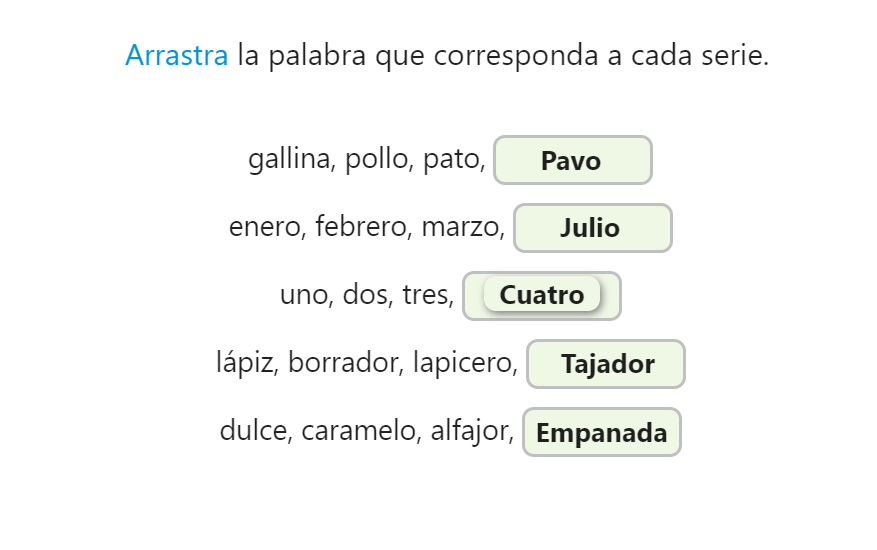 Arrastra la palabra que corresponda a cada serie.
gallina, pollo, pato, Pavo
enero, febrero, marzo, Julio
uno, dos, tres, Cuatro
lápiz, borrador, lapicero, Tajador
dulce, caramelo, alfajor, Empanada